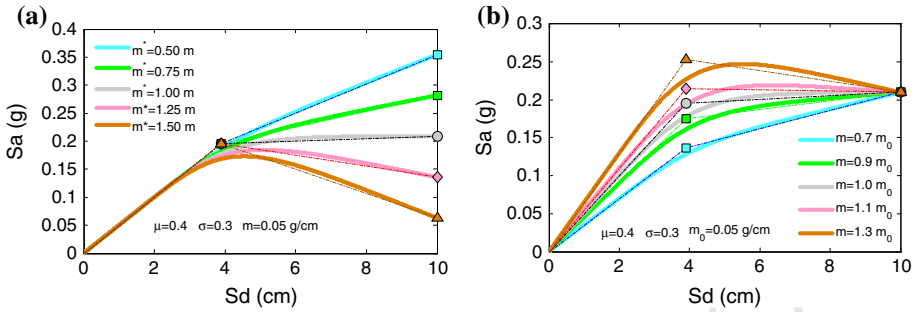 (a)
0.4
0.35
0.3
0.25
0.2
0.15
0.1
0.05
0
Sa (g)
m*=0.50 m
m*=0.75 m
m*=1.00 m
m*=1.25 m
m*=1.50 m
μ=0.4 σ=0.3 m=0.05 g/cm
0 2 4 6 8 10
Sd (cm)
(b)
0.3
0.25
0.2
0.15
0.1
0.05
0
Sa (g)
m=0.7 m₀
m=0.9 m₀
m=1.0 m₀
m=1.1 m₀
m=1.3 m₀
μ=0.4 σ=0.3 m₀=0.05 g/cm
0 2 4 6 8 10
Sd (cm)